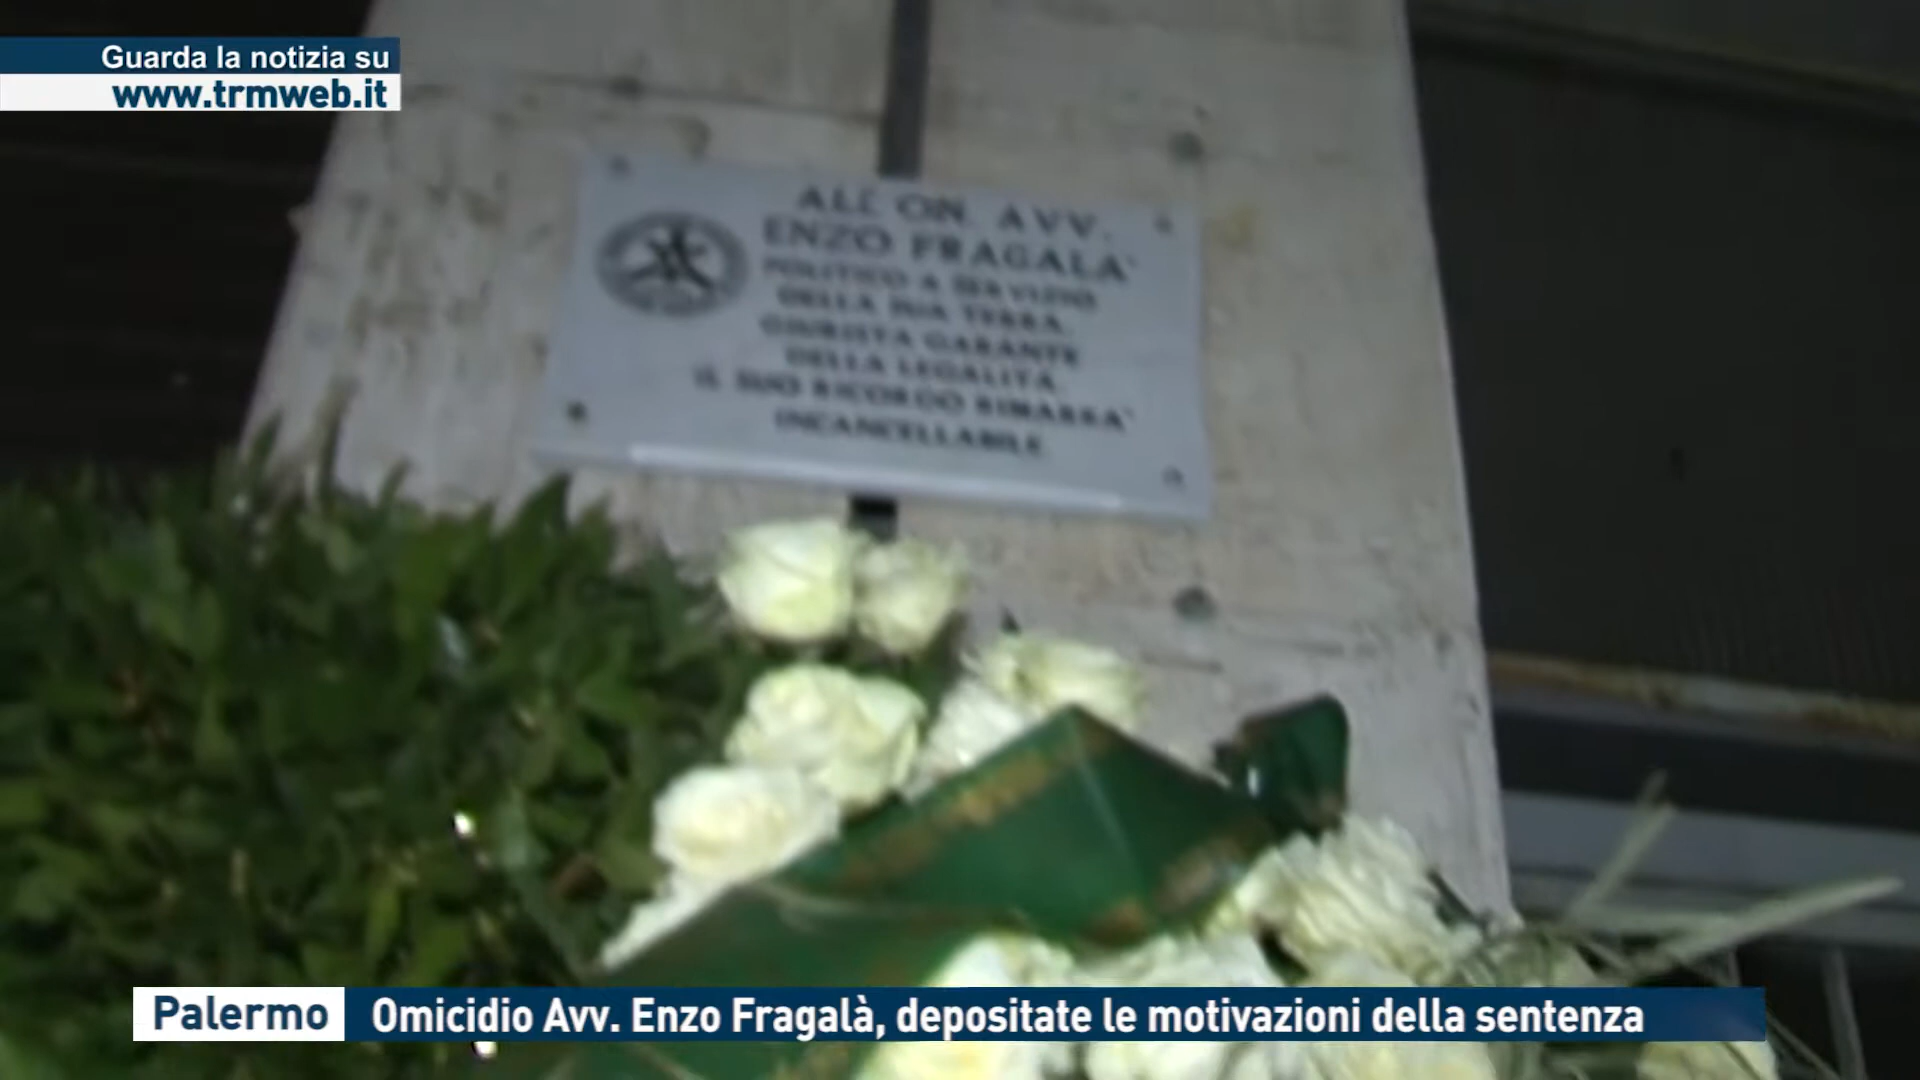 Guarda la notizia su
www.trmweb.it
ALL' ON. AVV.
ENZO FRAGALA'
POLITICO A SERVIZIO
DELLA SUA TERRA.
GIURISTA GARANTE
DELLA LEGALITÀ.
IL SUO RICORDO RIMARRA'
INCANCELLABILE
Palermo
Omicidio Avv. Enzo Fragalà, depositate le motivazioni della sentenza